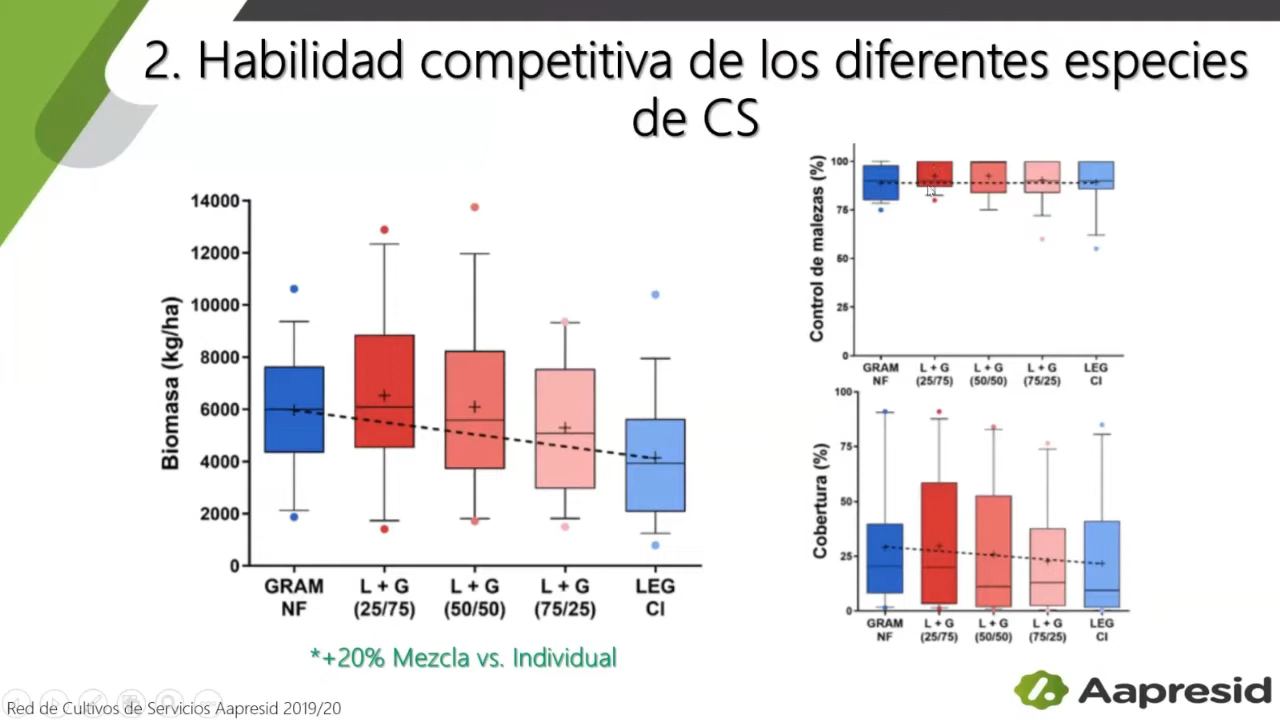 2. Habilidad competitiva de los diferentes especies
de CS
Biomasa (kg/ha)
14000
12000
10000
8000
6000
4000
2000
0
GRAM
NF
L + G
(25/75)
L + G
(50/50)
L + G
(75/25)
LEG
CI
*+20% Mezcla vs. Individual
Control de malezas (%)
100
75
50
25
0
GRAM
NF
L + G
(25/75)
L + G
(50/50)
L + G
(75/25)
LEG
CI
Cobertura (%)
100
75
50
25
0
GRAM
NF
L + G
(25/75)
L + G
(50/50)
L + G
(75/25)
LEG
CI
Red de Cultivos de Servicios Aapresid 2019/20
Aapresid